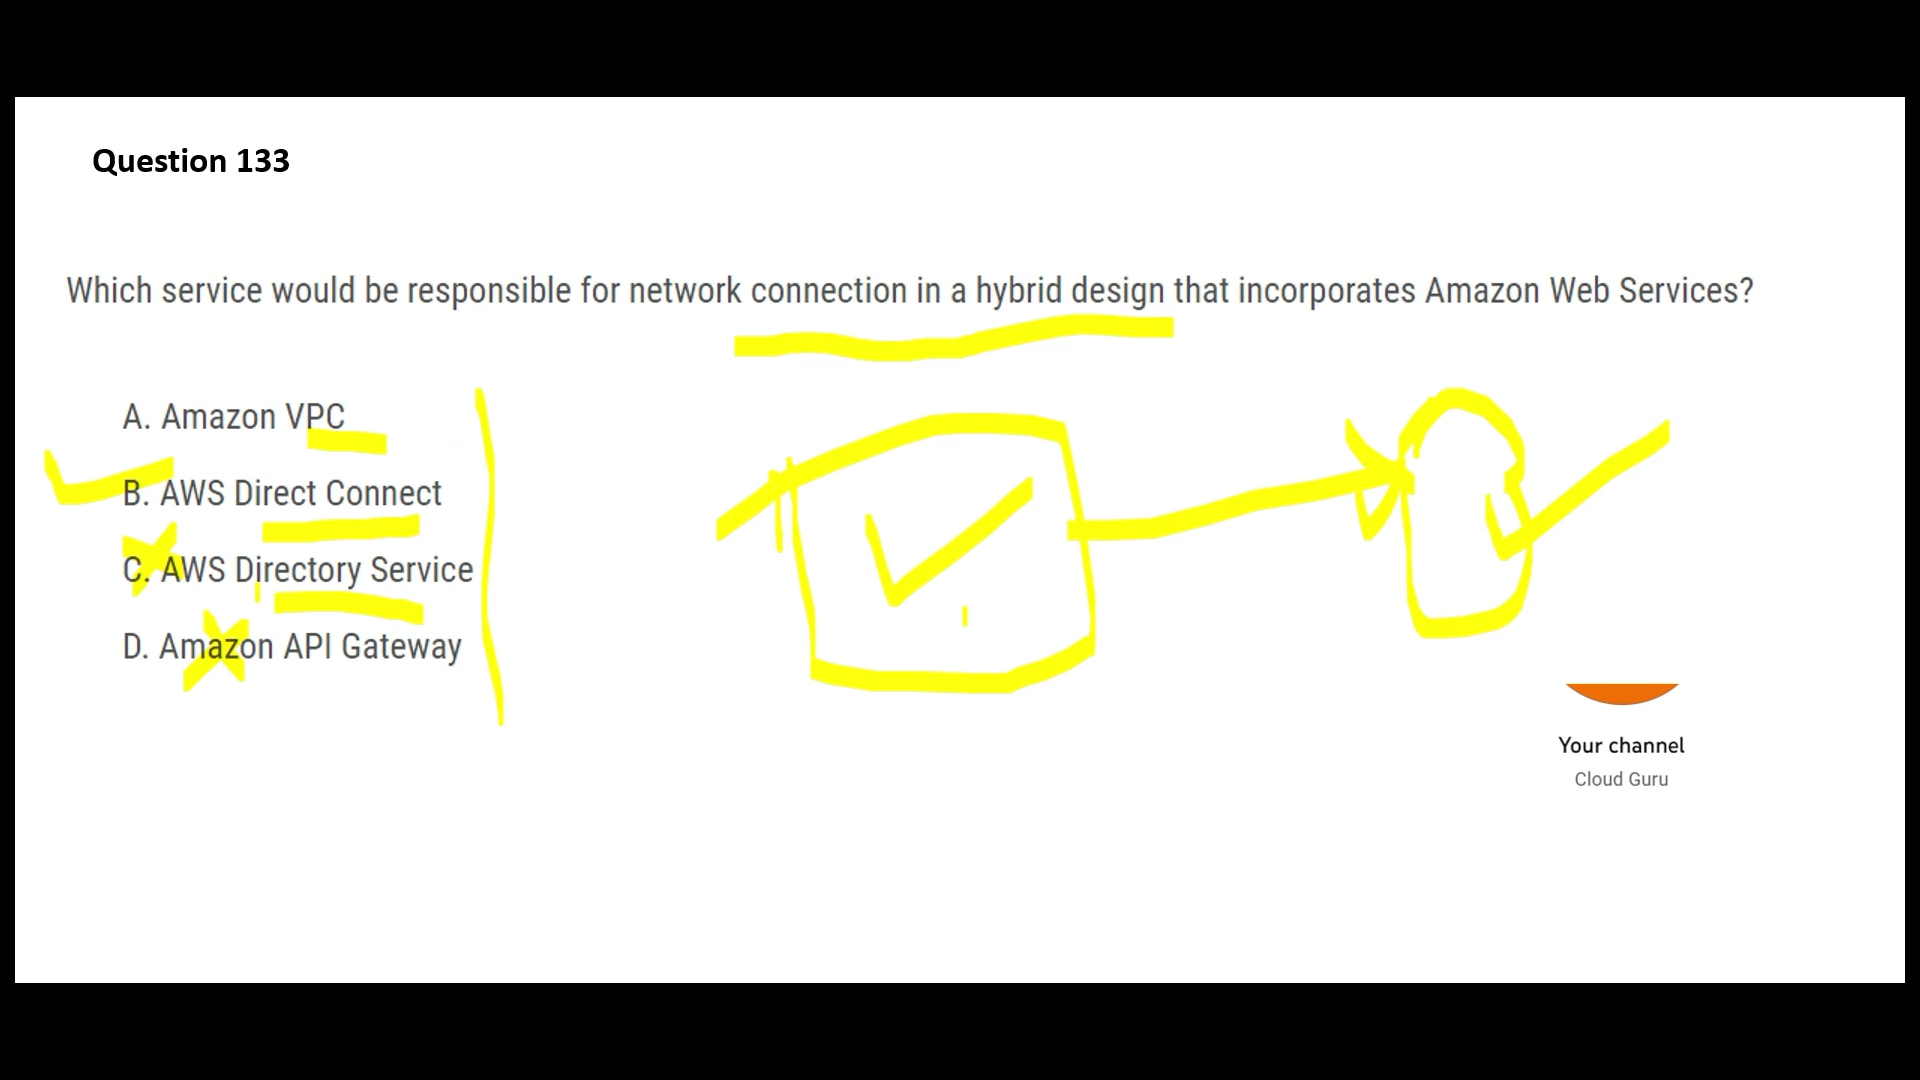 Question 133
Which service would be responsible for network connection in a hybrid design that incorporates Amazon Web Services?
A. Amazon VPC
B. AWS Direct Connect
C. AWS Directory Service
D. Amazon API Gateway
Your channel
Cloud Guru